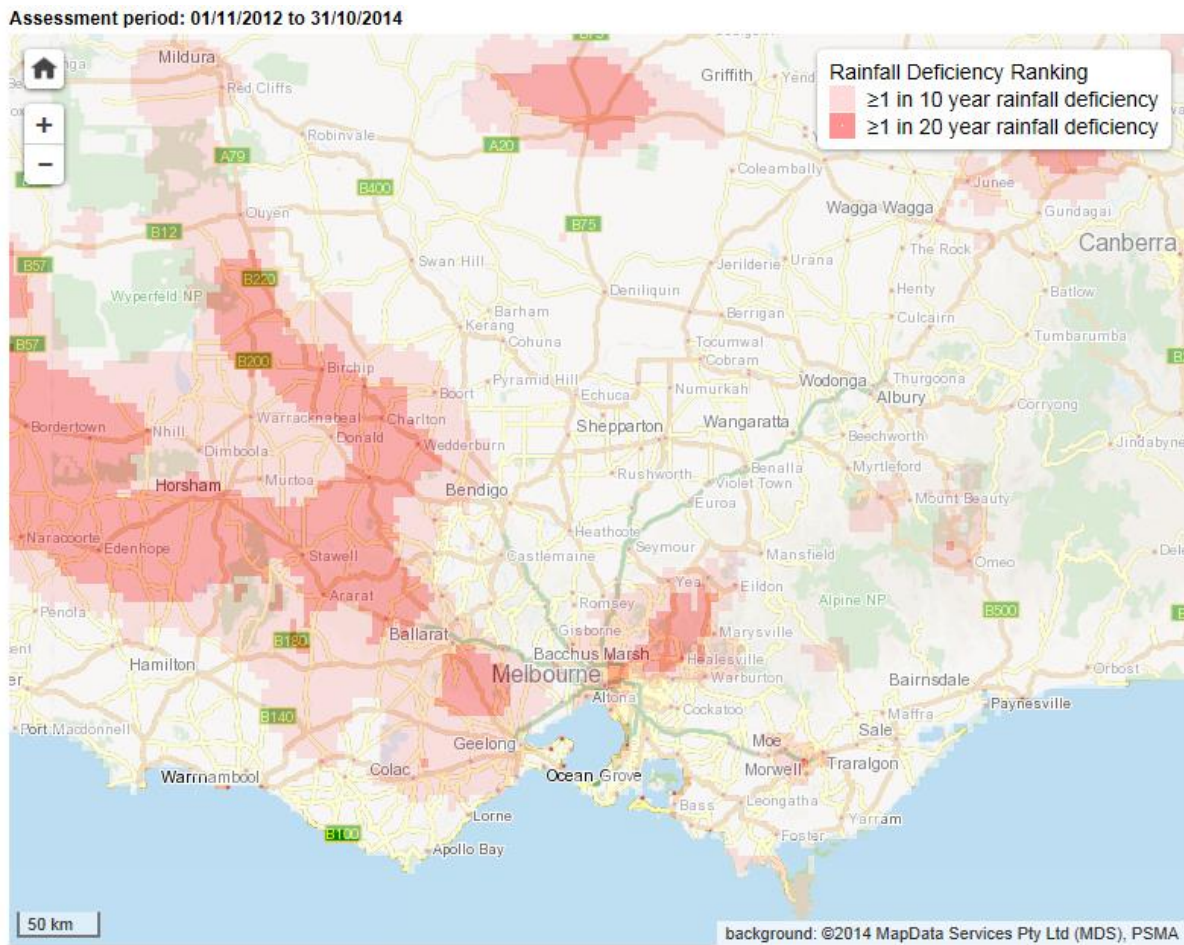 Assessment period: 01/11/2012 to 31/10/2014
Mildura
Red Cliffs
Griffith
Rainfall Deficiency Ranking
≥1 in 10 year rainfall deficiency
≥1 in 20 year rainfall deficiency
+
−
Robinvale
A79
A20
B400
Coleambally
Junee
Ouyen
Wagga Wagga
Gundagai
B12
B75
The Rock
Canberra
B57
Swan Hill
Jerilderie
Urana
B220
Wyperfeld NP
Deniliquin
Henty
Batlow
Barham
Berrigan
Culcairn
Kerang
Tumbarumba
B57
Cohuna
Tocumwal
B200
Birchip
Cobram
Boort
Pyramid Hill
Echuca
Numurkah
Wodonga
Thurgoona
Albury
Corryong
Bordertown
Nhill
Warracknabeal
Charlton
Shepparton
Wangaratta
Donald
Wedderburn
Beechworth
Jindabyne
Dimboola
Horsham
Murtoa
Bendigo
Rushworth
Benalla
Violet Town
Myrtleford
Mount Beauty
Euroa
Naracoorte
Edenhope
Stawell
Heathcote
Castlemaine
Seymour
Mansfield
Omeo
Penola
Ararat
Yea
Eildon
Alpine NP
Romsey
B500
B180
Ballarat
Gisborne
Marysville
Hamilton
Bacchus Marsh
Melbourne
Healesville
Warburton
Bairnsdale
Orbost
Altona
Paynesville
Port Macdonnell
B140
Cockatoo
Maffra
Geelong
Sale
Moe
Warrnambool
Colac
Ocean Grove
Morwell
Traralgon
Lorne
Bass
Leongatha
Yarram
B100
Foster
Apollo Bay
50 km
background: ©2014 MapData Services Pty Ltd (MDS), PSMA